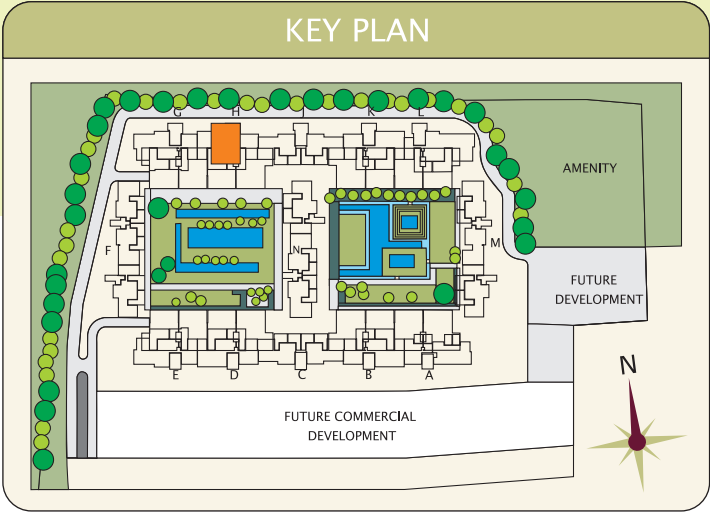 KEY PLAN
G H J K L
AMENITY
F N M
FUTURE
DEVELOPMENT
E D C B A
FUTURE COMMERCIAL
DEVELOPMENT
N